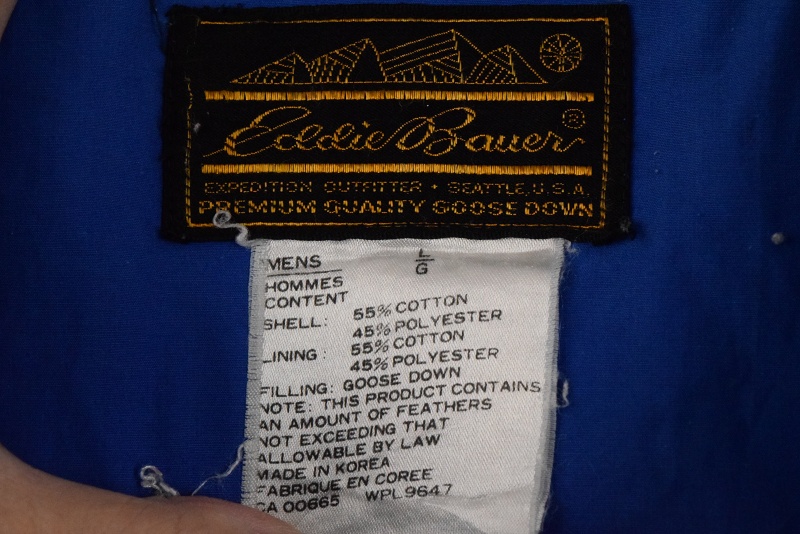 Eddie Bauer ®
EXPEDITION OUTFITTER • SEATTLE, U.S.A.
PREMIUM QUALITY GOOSE DOWN
MENS L/G
HOMMES
CONTENT
SHELL: 55% COTTON
45% POLYESTER
LINING: 55% COTTON
45% POLYESTER
FILLING: GOOSE DOWN
NOTE: THIS PRODUCT CONTAINS
AN AMOUNT OF FEATHERS
NOT EXCEEDING THAT
ALLOWABLE BY LAW
MADE IN KOREA
FABRIQUE EN COREE
CA 00665 WPL9647